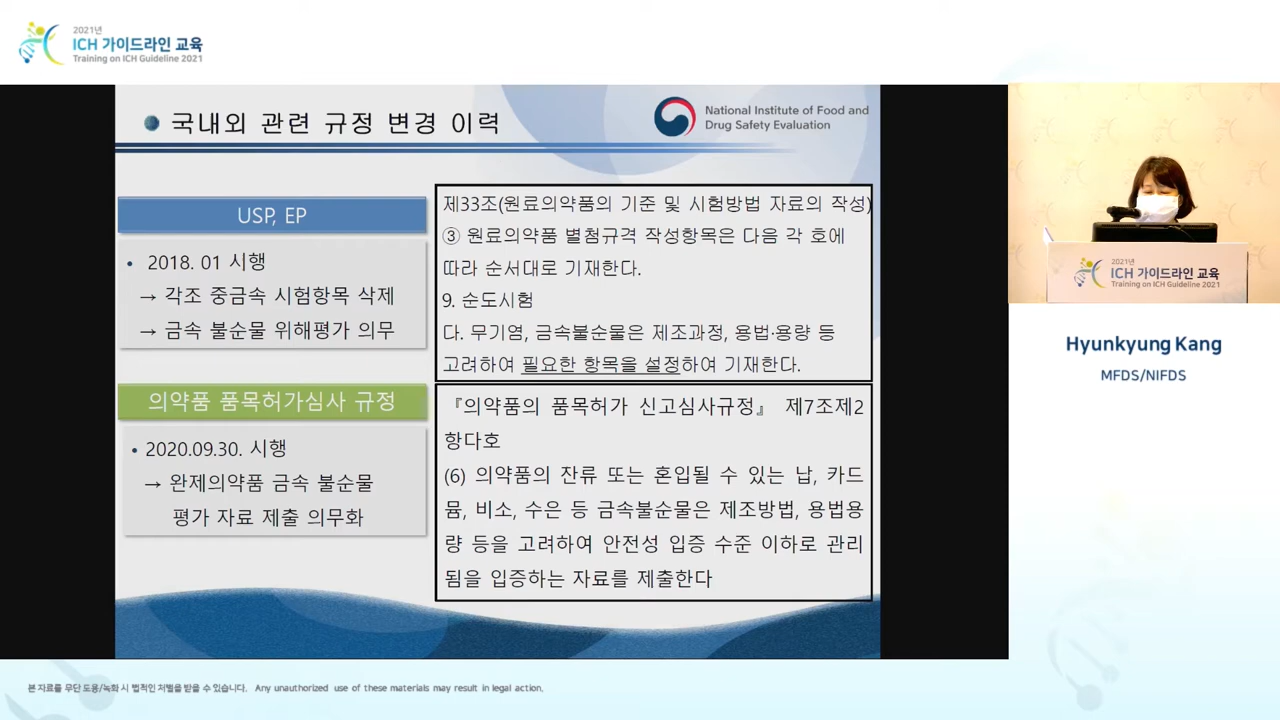 2021년
ICH 가이드라인 교육
Training on ICH Guideline 2021
국내외 관련 규정 변경 이력
National Institute of Food and
Drug Safety Evaluation
USP, EP
• 2018. 01 시행
→ 각조 중금속 시험항목 삭제
→ 금속 불순물 위해평가 의무
의약품 품목허가심사 규정
• 2020.09.30. 시행
→ 완제의약품 금속 불순물
평가 자료 제출 의무화
제33조(원료의약품의 기준 및 시험방법 자료의 작성)
③ 원료의약품 별첨규격 작성항목은 다음 각 호에
따라 순서대로 기재한다.
9. 순도시험
다. 무기염, 금속불순물은 제조과정, 용법·용량 등
고려하여 필요한 항목을 설정하여 기재한다.
『의약품의 품목허가 신고심사규정』 제7조제2
항다호
(6) 의약품의 잔류 또는 혼입될 수 있는 납, 카드
뮴, 비소, 수은 등 금속불순물은 제조방법, 용법용
량 등을 고려하여 안전성 입증 수준 이하로 관리
됨을 입증하는 자료를 제출한다
2021년
ICH 가이드라인 교육
Training on ICH Guideline 2021
Hyunkyung Kang
MFDS/NIFDS
본 자료를 무단 도용/녹화 시 법적인 처벌을 받을 수 있습니다. Any unauthorized use of these materials may result in legal action.